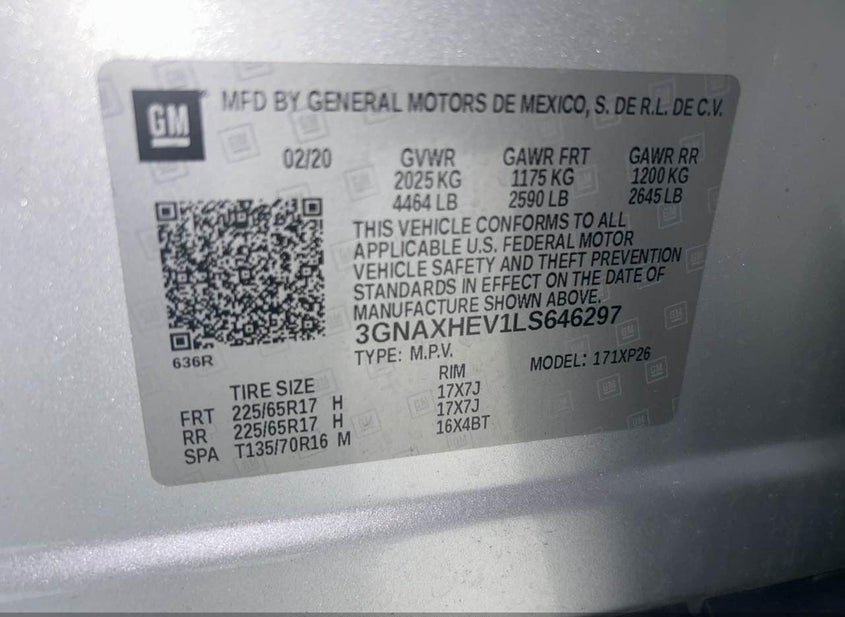 GM MFD BY GENERAL MOTORS DE MEXICO, S. DE R.L. DE C.V.
02/20 GVWR GAWR FRT GAWR RR
2025 KG 1175 KG 1200 KG
4464 LB 2590 LB 2645 LB
THIS VEHICLE CONFORMS TO ALL
APPLICABLE U.S. FEDERAL MOTOR
VEHICLE SAFETY AND THEFT PREVENTION
STANDARDS IN EFFECT ON THE DATE OF
MANUFACTURE SHOWN ABOVE.
3GNAXHEV1LS646297
636R TYPE: M.P.V. MODEL: 171XP26
TIRE SIZE RIM
FRT 225/65R17 H 17X7J
RR 225/65R17 H 17X7J
SPA T135/70R16 M 16X4BT